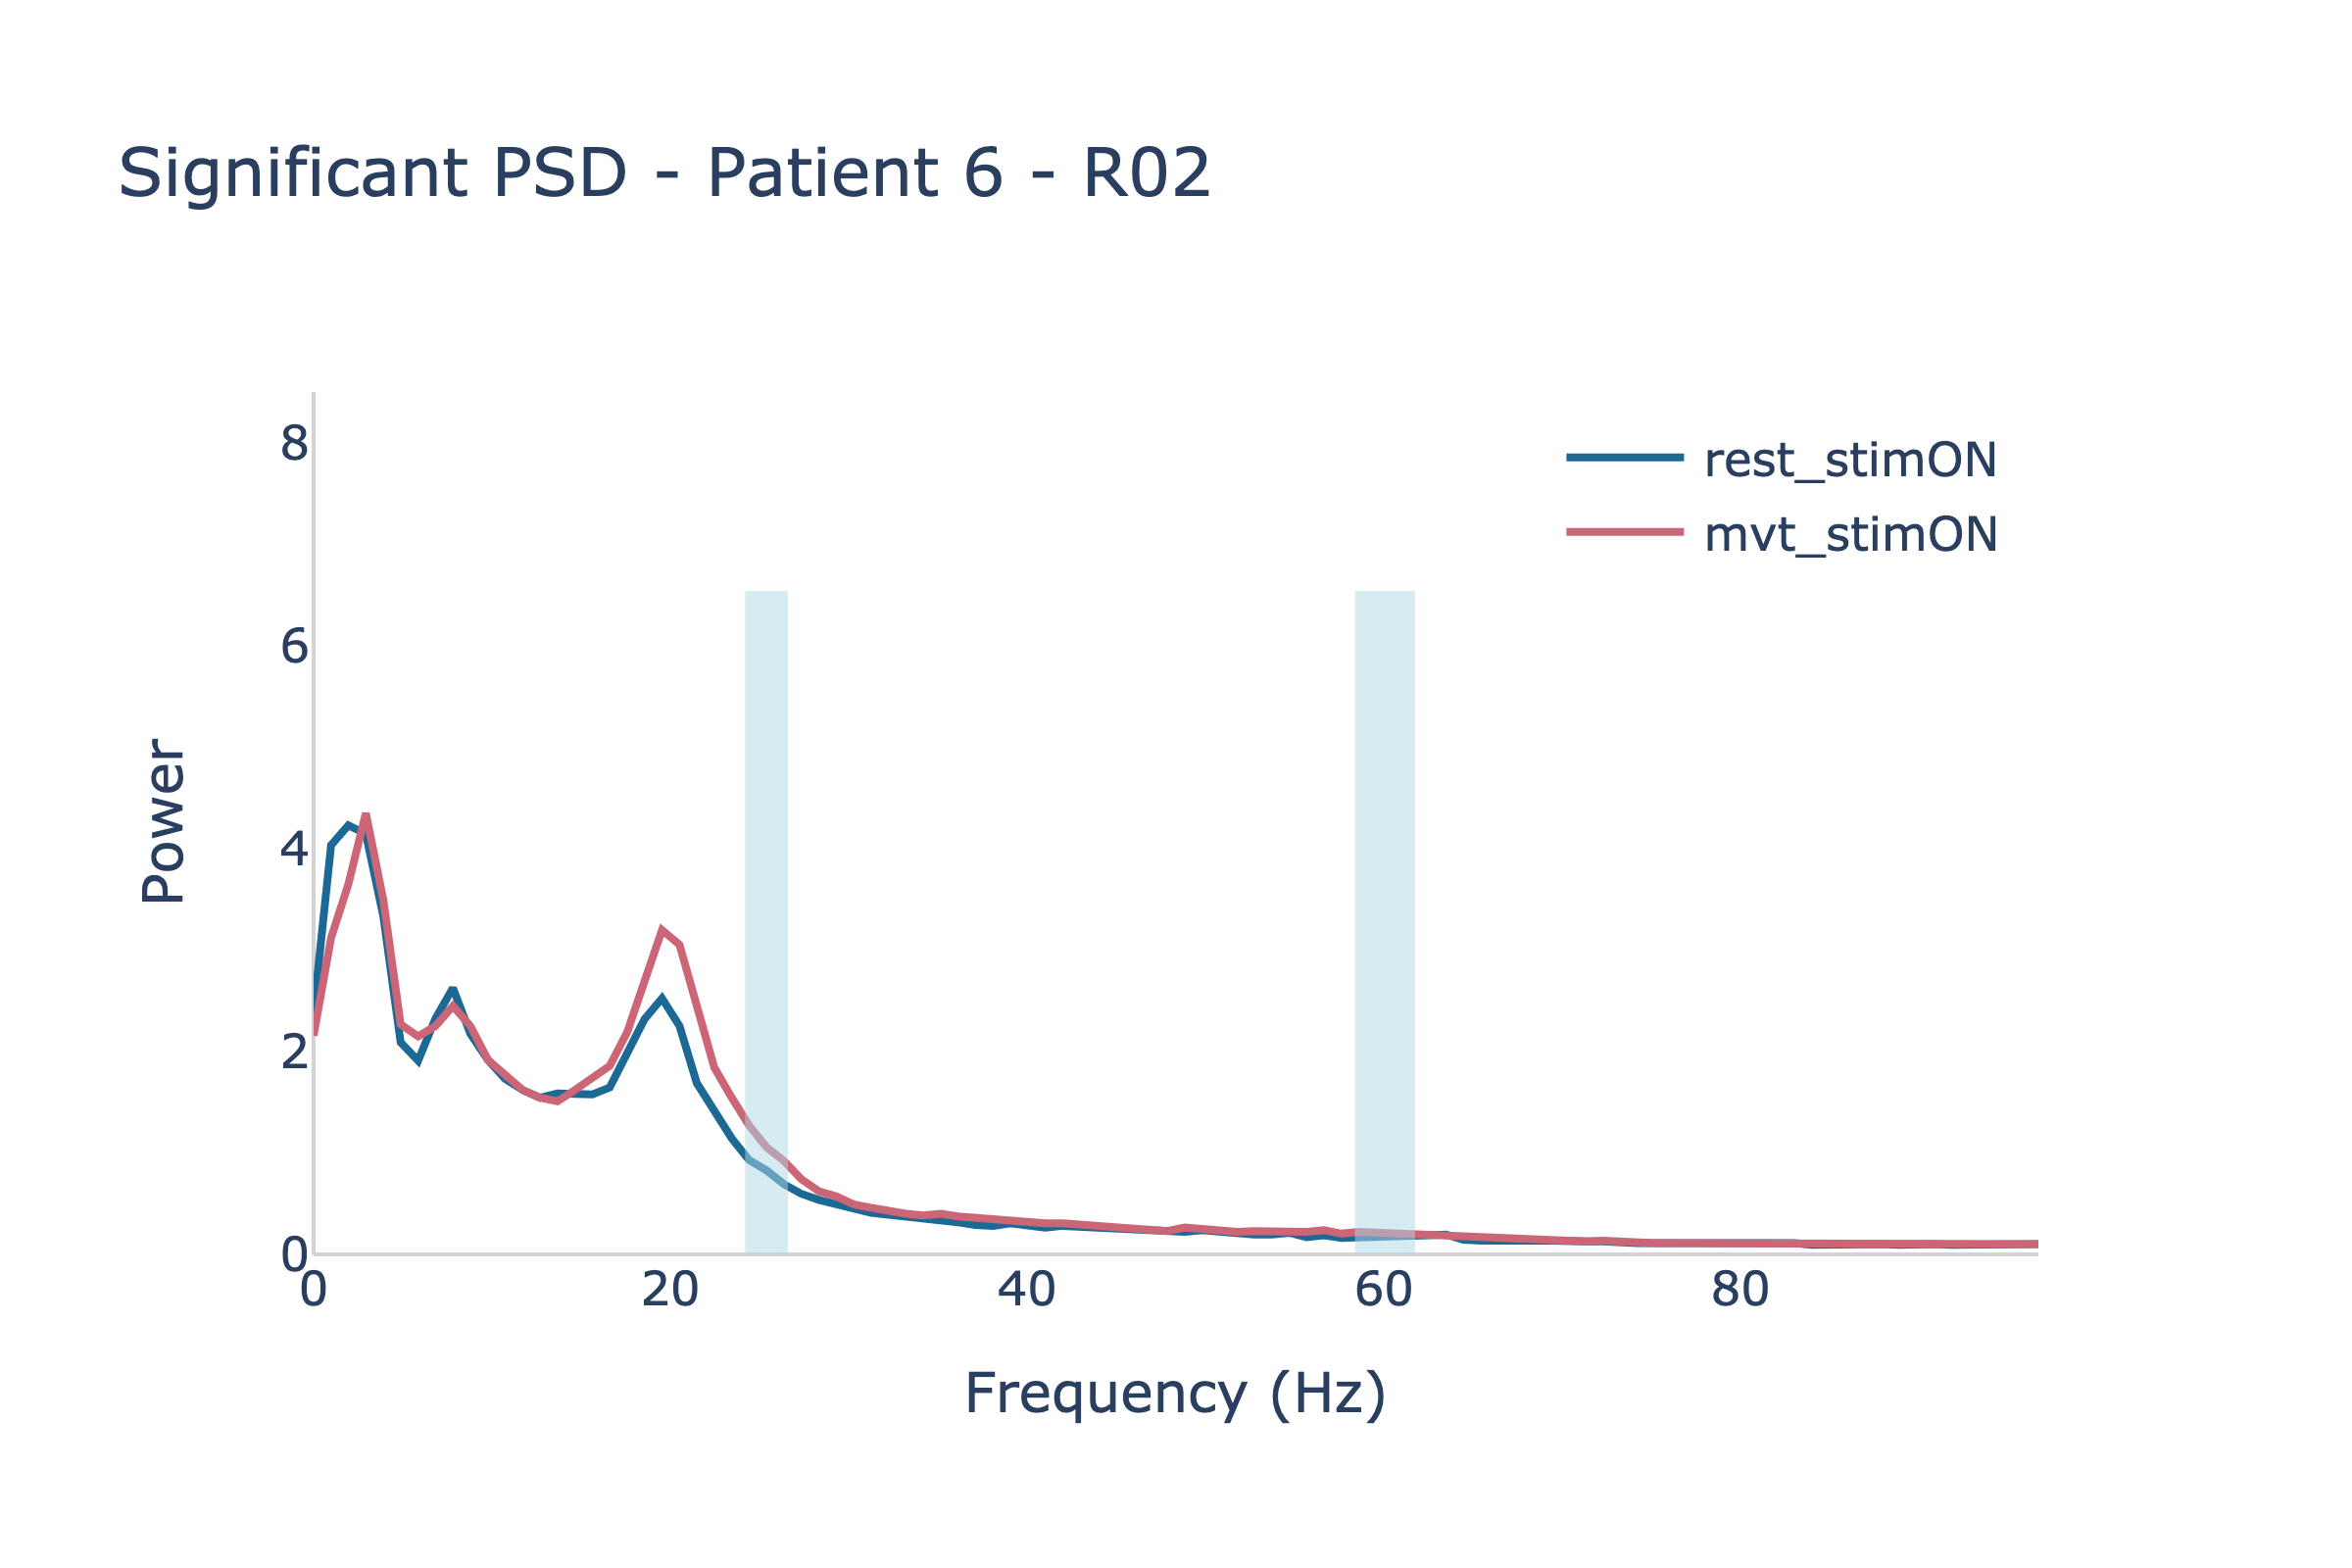 Significant PSD - Patient 6 - R02
rest_stimON
mvt_stimON
8
6
4
2
0
Power
0 20 40 60 80
Frequency (Hz)